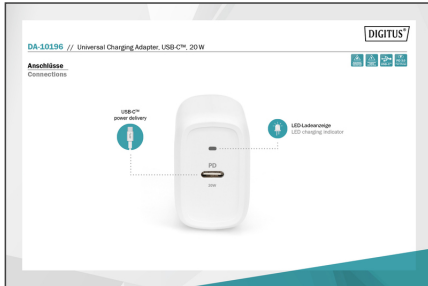 DIGITUS®
DA-10196 // Universal Charging Adapter, USB-C™, 20 W
Anschlüsse
Connections
USB-C™
power delivery
LED-Ladeanzeige
LED charging indicator
PD
20W